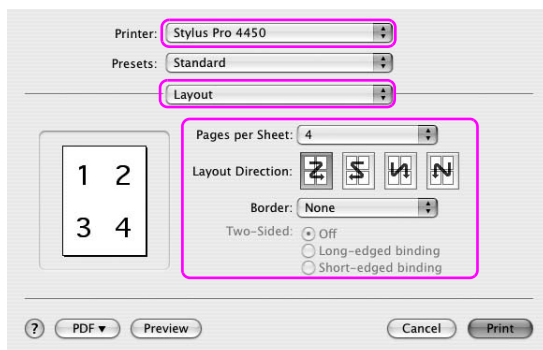 Printer: Stylus Pro 4450
Presets: Standard
Layout
Pages per Sheet: 4
Layout Direction:
Border: None
Two-Sided: Off
Long-edged binding
Short-edged binding
1 2
3 4
? PDF▼ Preview Cancel Print